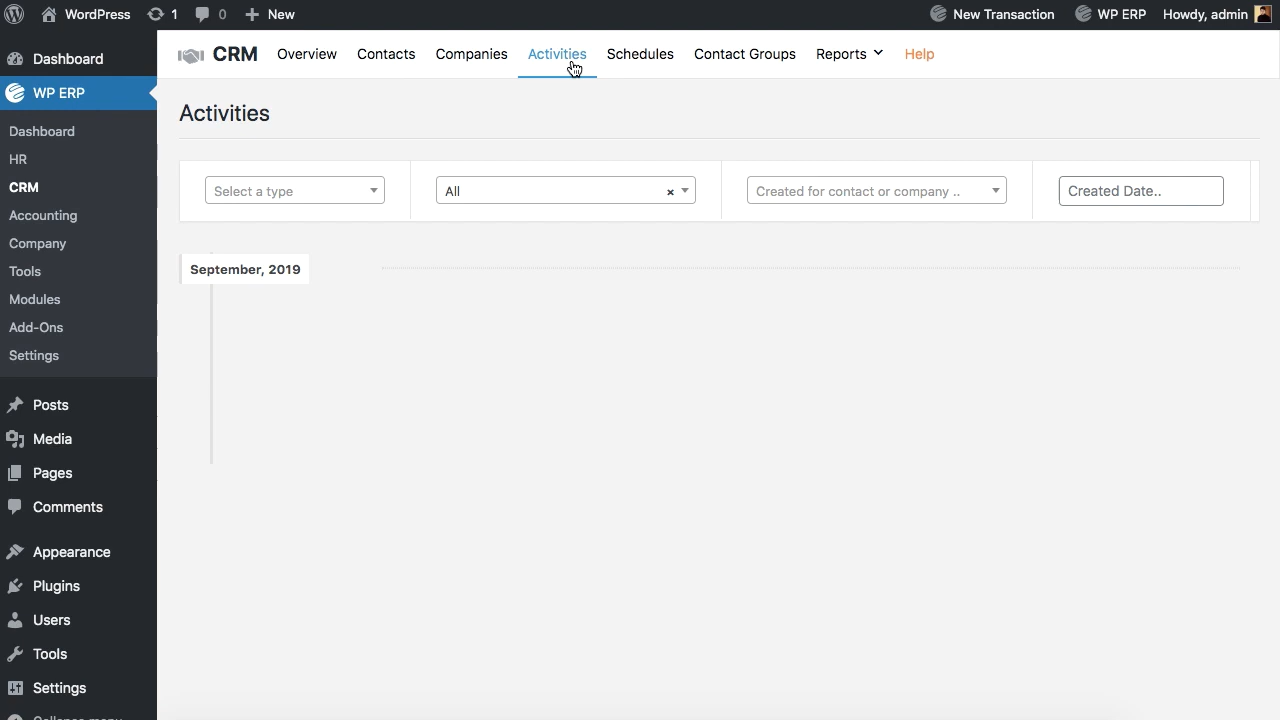 WordPress 1 0 New New Transaction WP ERP Howdy, admin
Dashboard
WP ERP
Dashboard
HR
CRM
Accounting
Company
Tools
Modules
Add-Ons
Settings
Posts
Media
Pages
Comments
Appearance
Plugins
Users
Tools
Settings
Collapse menu
CRM Overview Contacts Companies Activities Schedules Contact Groups Reports Help
Activities
Select a type All × Created for contact or company .. Created Date..
September, 2019